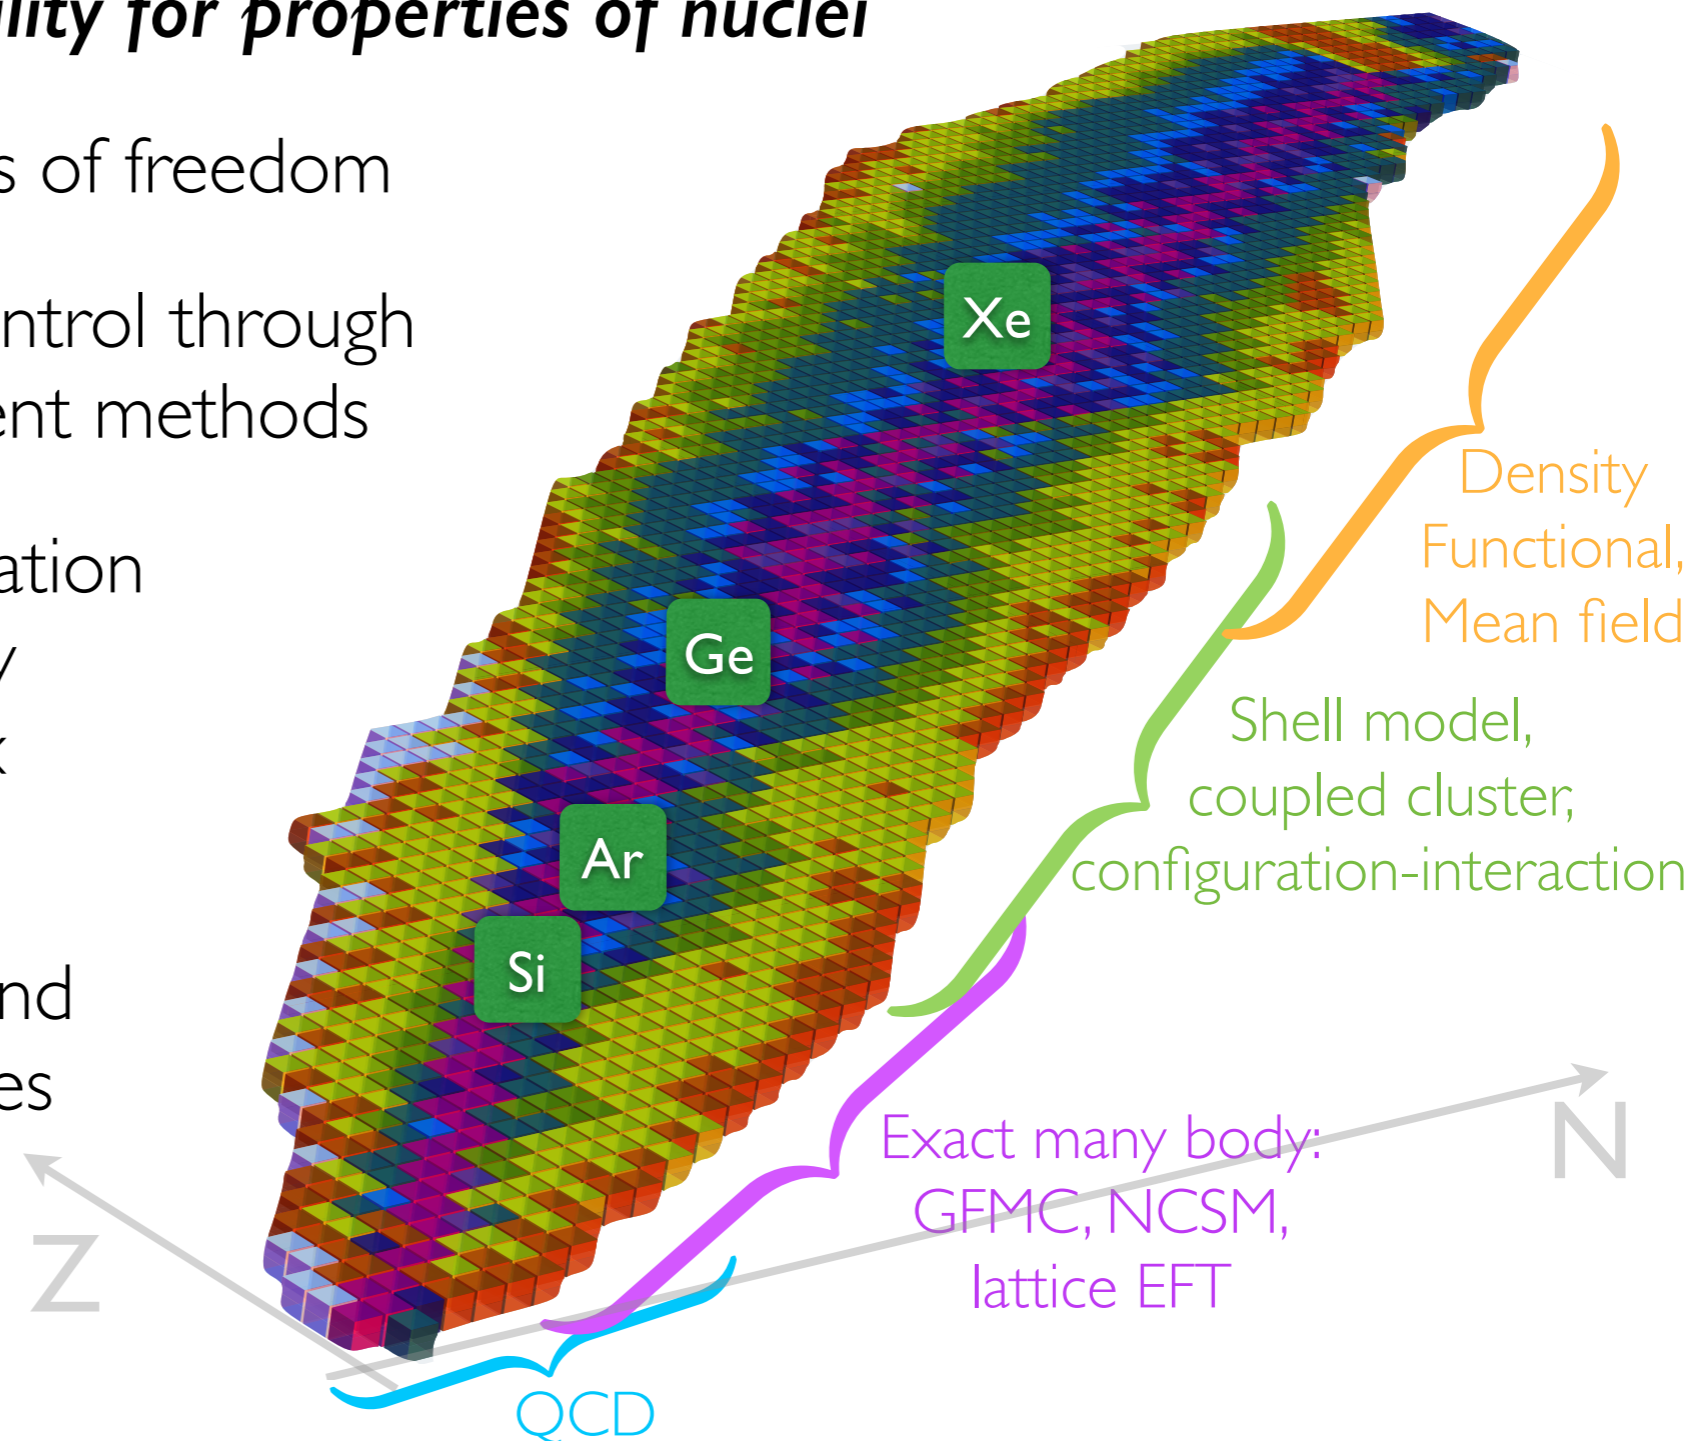 ility for properties of nuclei
s of freedom
ntrol through
ent methods
ation
y
k
nd
es
Xe
Ge
Ar
Si
Density
Functional,
Mean field
Shell model,
coupled cluster,
configuration-interaction
Exact many body:
GFMC, NCSM,
lattice EFT
QCD
N
Z